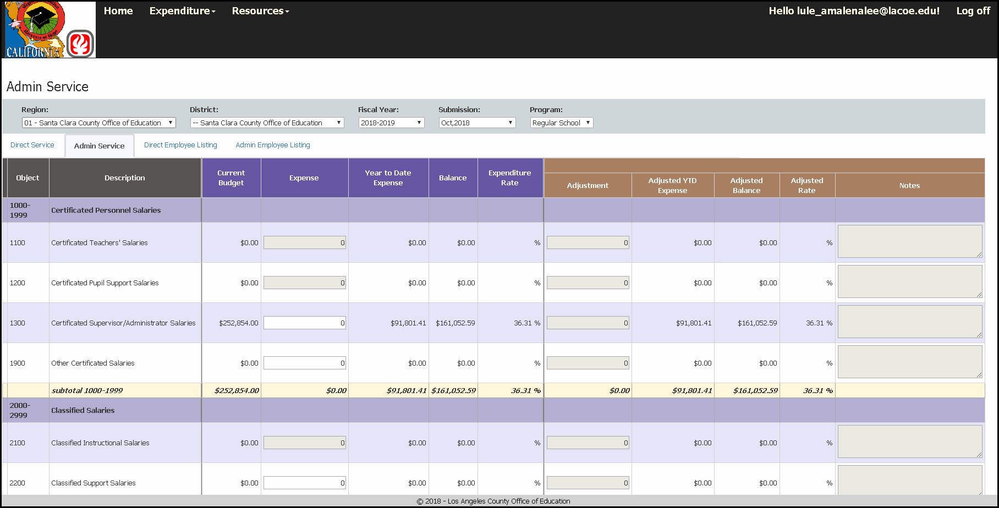 CALIFORNIA
Home Expenditure Resources Hello lule_amalenalee@lacoe.edu! Log off
Admin Service
Region: District: Fiscal Year: Submission: Program:
01 - Santa Clara County Office of Education -- Santa Clara County Office of Education 2018-2019 Oct,2018 Regular School
Direct Service Admin Service Direct Employee Listing Admin Employee Listing
Object Description Current Budget Expense Year to Date Expense Balance Expenditure Rate Adjustment Adjusted YTD Expense Adjusted Balance Adjusted Rate Notes
1000-1999 Certificated Personnel Salaries
1100 Certificated Teachers' Salaries $0.00 0 $0.00 $0.00 % 0 $0.00 $0.00 %
1200 Certificated Pupil Support Salaries $0.00 0 $0.00 $0.00 % 0 $0.00 $0.00 %
1300 Certificated Supervisor/Administrator Salaries $252,854.00 0 $91,801.41 $161,052.59 36.31 % 0 $91,801.41 $161,052.59 36.31 %
1900 Other Certificated Salaries $0.00 0 $0.00 $0.00 % 0 $0.00 $0.00 %
subtotal 1000-1999 $252,854.00 $0.00 $91,801.41 $161,052.59 36.31 % $0.00 $91,801.41 $161,052.59 36.31 %
2000-2999 Classified Salaries
2100 Classified Instructional Salaries $0.00 0 $0.00 $0.00 % 0 $0.00 $0.00 %
2200 Classified Support Salaries $0.00 0 $0.00 $0.00 % 0 $0.00 $0.00 %
© 2018 - Los Angeles County Office of Education